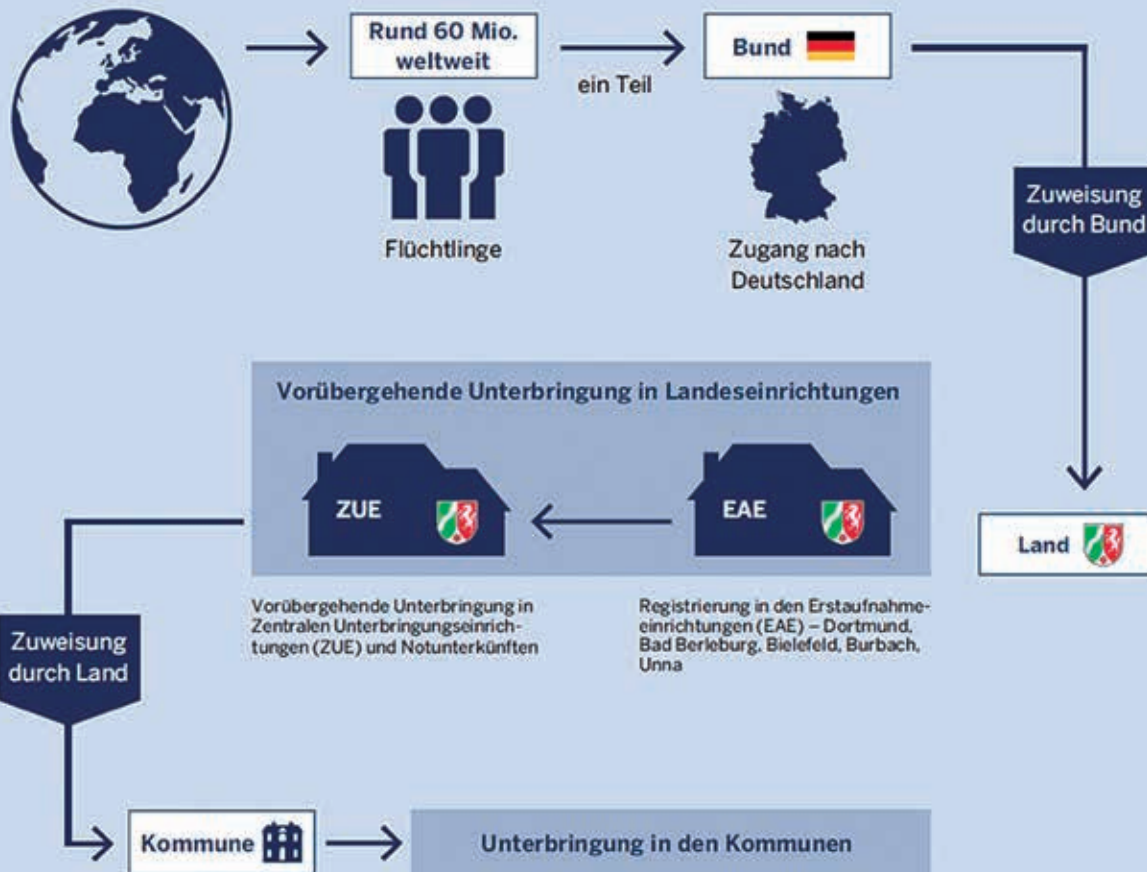 Rund 60 Mio.
weltweit
ein Teil
Bund
Flüchtlinge
Zugang nach
Deutschland
Zuweisung
durch Bund
Land
Vorübergehende Unterbringung in Landeseinrichtungen
EAE
ZUE
Registrierung in den Erstaufnahme-
einrichtungen (EAE) – Dortmund,
Bad Berleburg, Bielefeld, Burbach,
Unna
Vorübergehende Unterbringung in
Zentralen Unterbringungseinrich-
tungen (ZUE) und Notunterkünften
Zuweisung
durch Land
Kommune
Unterbringung in den Kommunen